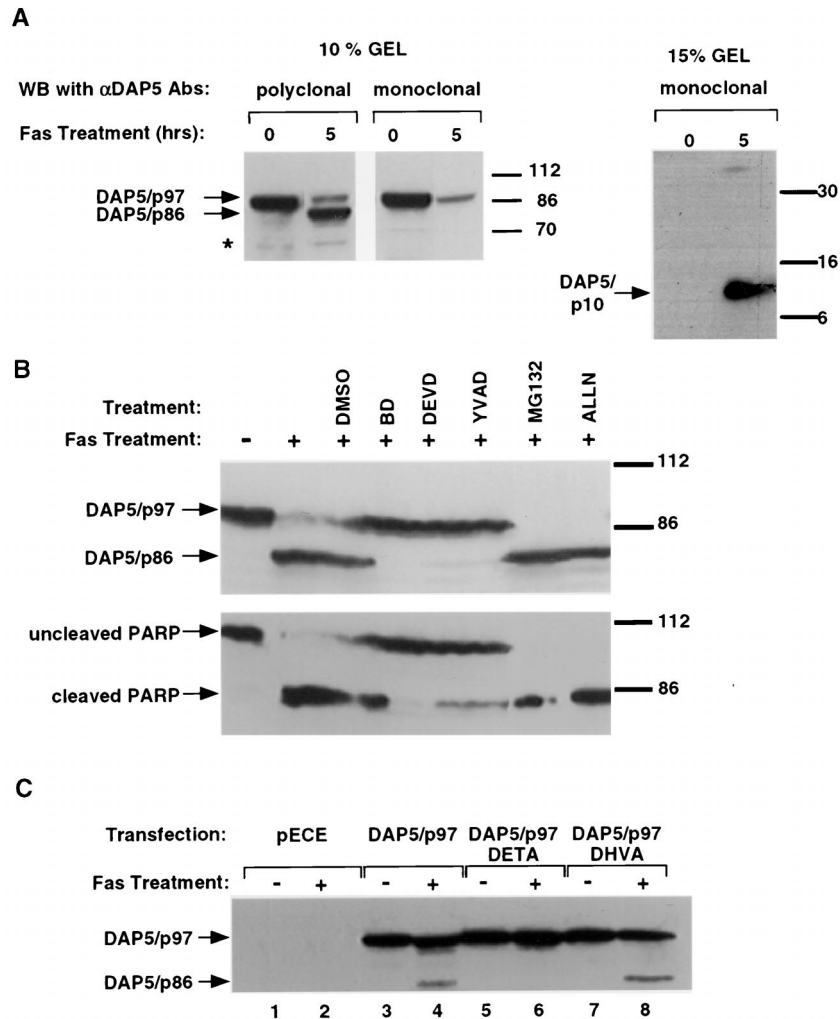 A
10 % GEL
15% GEL
WB with αDAP5 Abs:
polyclonal
monoclonal
monoclonal
Fas Treatment (hrs):
0
5
0
5
0
5
DAP5/p97
DAP5/p86
*
112
86
70
DAP5/
p10
30
16
6
B
Treatment:
DMSO
BD
DEVD
YVAD
MG132
ALLN
Fas Treatment:
-
+
+
+
+
+
+
+
DAP5/p97
DAP5/p86
112
86
uncleaved PARP
cleaved PARP
112
86
C
Transfection:
pECE
DAP5/p97
DAP5/p97
DETA
DAP5/p97
DHVA
Fas Treatment:
-
+
-
+
-
+
-
+
DAP5/p97
DAP5/p86
1
2
3
4
5
6
7
8